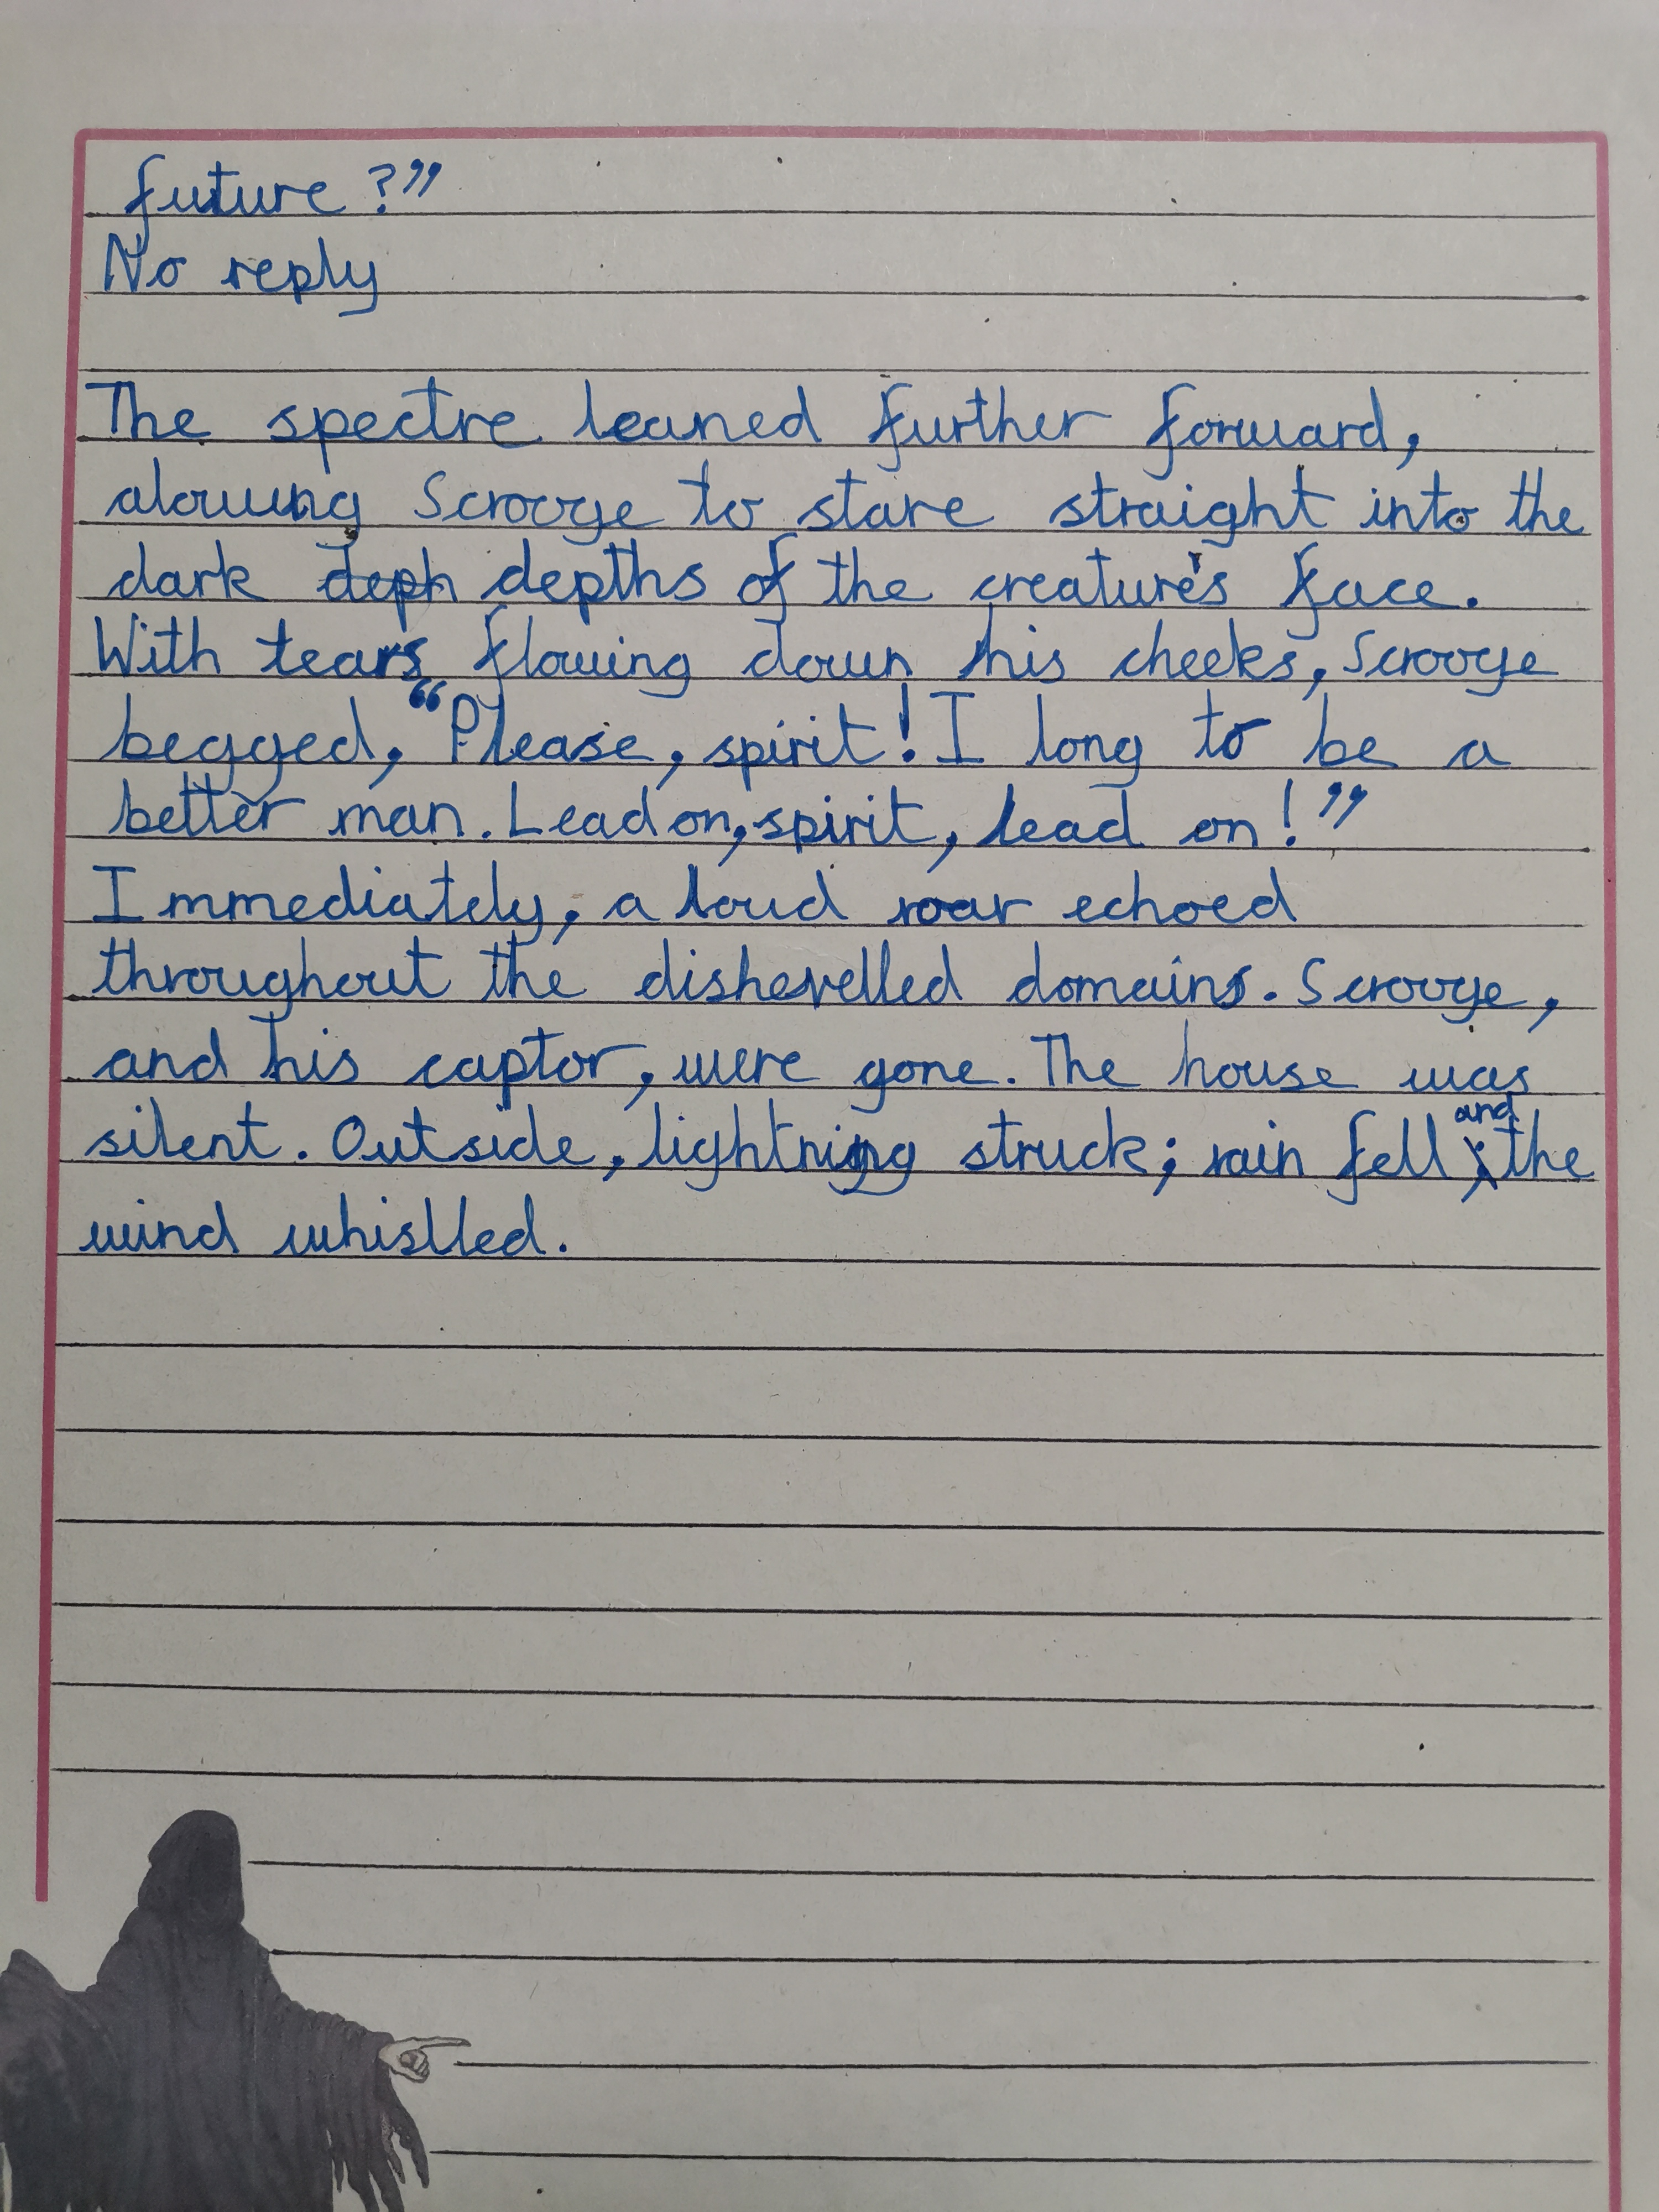 future?”
No reply
The spectre leaned further forward,
alowing Scrooge to stare straight into the
dark deph depths of the creature's face.
With tears flowing down his cheeks, Scrooge
begged, “Please, spirit! I long to be a
better man. Lead on, spirit, lead on!”
Immediately, a loud roar echoed
throughout the dishevelled domains. Scrooge,
and his captor, were gone. The house was
silent. Outside, lightning struck; rain fell and the
wind whislled.